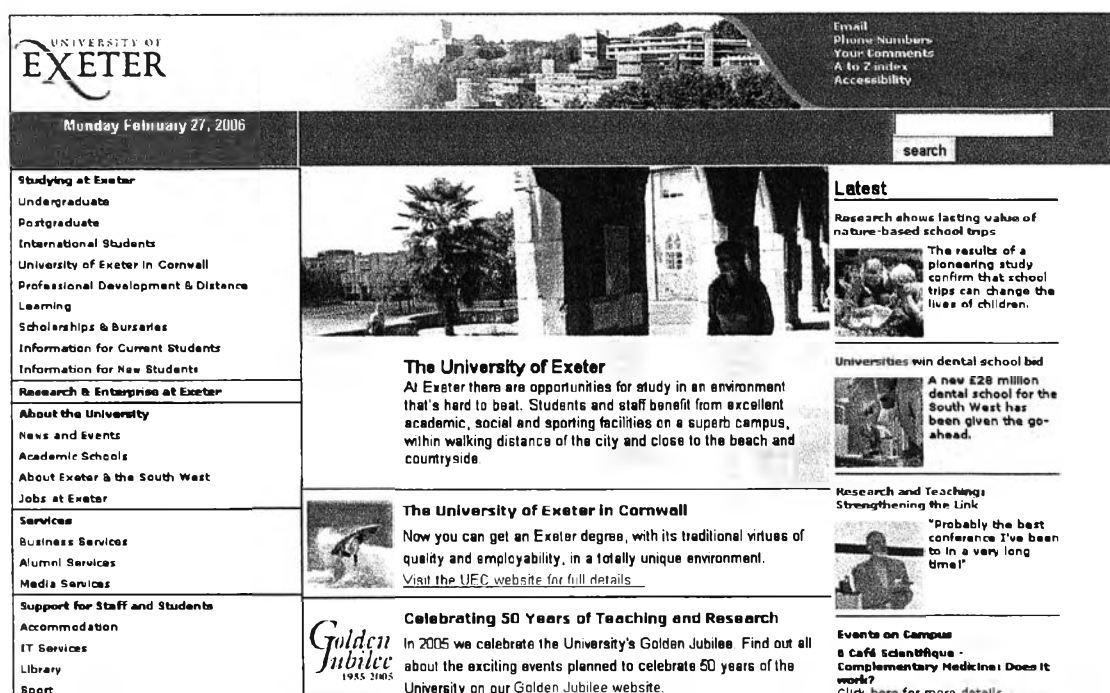 UNIVERSITY OF
EXETER
Email
Phone Numbers
Your Comments
A to Z index
Accessibility
Monday February 27, 2006
search
Studying at Exeter
Undergraduate
Postgraduate
International Students
University of Exeter in Cornwall
Professional Development & Distance
Learning
Scholarships & Bursaries
Information for Current Students
Information for New Students
Research & Enterprise at Exeter
About the University
News and Events
Academic Schools
About Exeter & the South West
Jobs at Exeter
Services
Business Services
Alumni Services
Media Services
Support for Staff and Students
Accommodation
IT Services
Library
Sport
The University of Exeter
At Exeter there are opportunities for study in an environment
that's hard to beat. Students and staff benefit from excellent
academic, social and sporting facilities on a superb campus,
within walking distance of the city and close to the beach and
countryside.
The University of Exeter in Cornwall
Now you can get an Exeter degree, with its traditional virtues of
quality and employability, in a totally unique environment.
Visit the UEC website for full details
Golden
Jubilee
1955 2005
Celebrating 50 Years of Teaching and Research
In 2005 we celebrate the University's Golden Jubilee. Find out all
about the exciting events planned to celebrate 50 years of the
University on our Golden Jubilee website.
Latest
Research shows lasting value of
nature-based school trips
The results of a
pioneering study
confirm that school
trips can change the
lives of children.
Universities win dental school bid
A new £28 million
dental school for the
South West has
been given the go-
ahead.
Research and Teaching:
Strengthening the Link
"Probably the best
conference I've been
to in a very long
time!"
Events on Campus
8 Café Scientifique -
Complementary Medicine: Does It
work?
Click here for more details